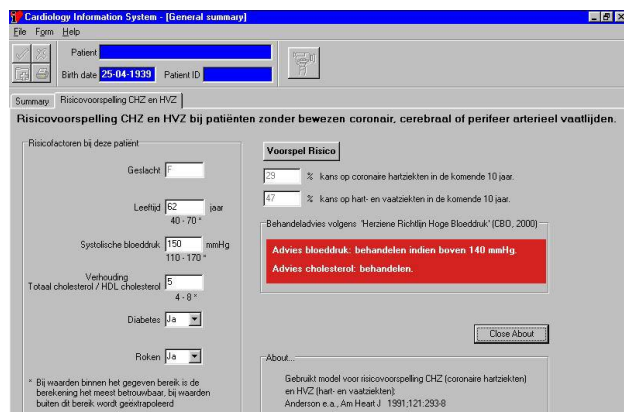 Cardiology Information System - [General summary]
File Form Help
Patient
Birth date 25-04-1939 Patient ID
Summary Risicovoorspelling CHZ en HVZ
Risicovoorspelling CHZ en HVZ bij patiënten zonder bewezen coronair, cerebraal of perifeer arterieel vaatlijden.
Risicofactoren bij deze patiënt
Geslacht F
Leeftijd 62 jaar
40 - 70 *
Systolische bloeddruk 150 mmHg
110 - 170 *
Verhouding
Totaal cholesterol / HDL cholesterol 5
4 - 8 *
Diabetes Ja
Roken Ja
* Bij waarden binnen het gegeven bereik is de
berekening het meest betrouwbaar, bij waarden
buiten dit bereik wordt geëxtrapoleerd
Voorspel Risico
29 % kans op coronaire hartziekten in de komende 10 jaar.
47 % kans op hart- en vaatziekten in de komende 10 jaar.
Behandeladvies volgens 'Herziene Richtlijn Hoge Bloeddruk' (CBO, 2000)
Advies bloeddruk: behandelen indien boven 140 mmHg.
Advies cholesterol: behandelen.
Close About
About...
Gebruikt model voor risicovoorspelling CHZ (coronaire hartziekten)
en HVZ (hart- en vaatziekten):
Anderson e.a., Am Heart J 1991;121:293-8